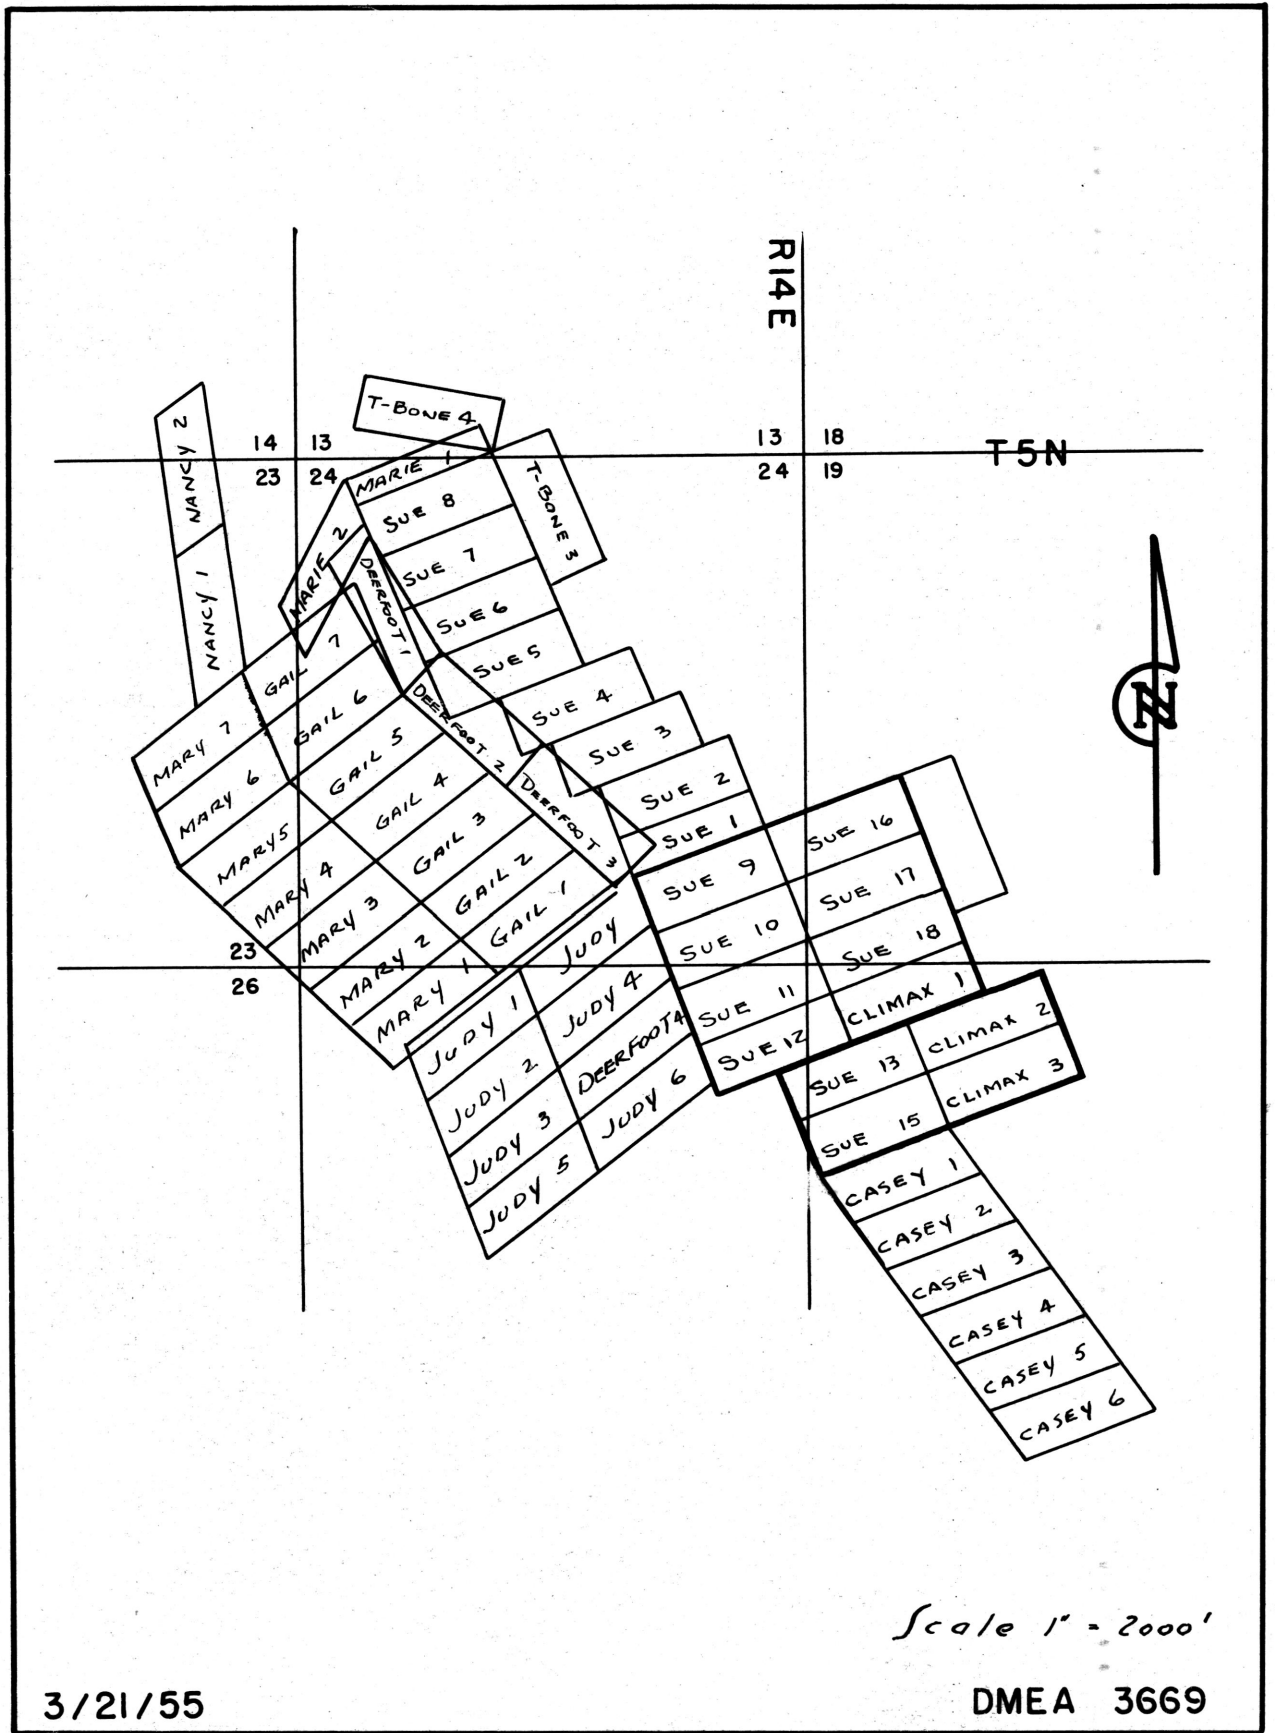 R14E
T-BONE 4
NANCY 2
14 13
13 18
T5N
23 24
24 19
MARIE 1
SUE 8
T-BONE 3
MARIE 2
SUE 7
DEERFOOT 1
NANCY 1
SUE 6
GAIL 7
SUE 5
GAIL 6
DEERFOOT 2
SUE 4
MARY 7
GAIL 5
SUE 3
MARY 6
GAIL 4
DEERFOOT 3
SUE 2
MARY 5
GAIL 3
SUE 1
SUE 16
MARY 4
GAIL 2
SUE 9
SUE 17
MARY 3
GAIL 1
SUE 10
SUE 18
23
MARY 2
JUDY
26
MARY 1
JUDY 1
JUDY 4
SUE 11
CLIMAX 1
N
JUDY 2
DEERFOOT 4
SUE 12
CLIMAX 2
SUE 13
JUDY 3
JUDY 6
CLIMAX 3
SUE 15
JUDY 5
CASEY 1
CASEY 2
CASEY 3
CASEY 4
CASEY 5
CASEY 6
Scale 1" = 2000'
3/21/55
DMEA 3669